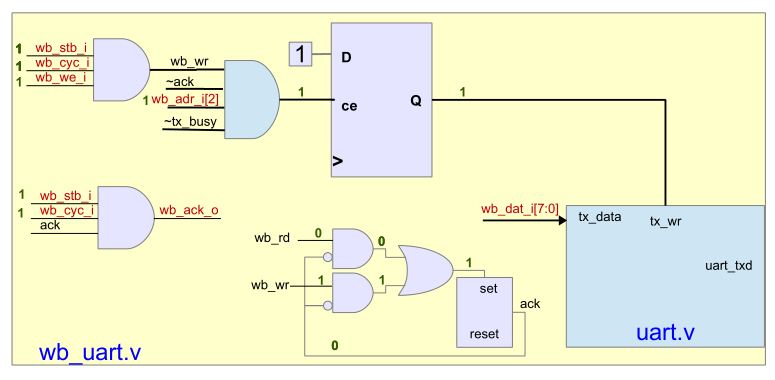 1 wb_stb_i
1 wb_cyc_i
1 wb_we_i
wb_wr
~ack
1 wb_adr_i[2]
~tx_busy
1
1
D
ce
Q
>
1
1 wb_stb_i
1 wb_cyc_i
ack
wb_ack_o
wb_rd
0
0
wb_wr
1
1
1
set
reset
ack
0
wb_dat_i[7:0]
tx_data
tx_wr
uart_txd
uart.v
wb_uart.v